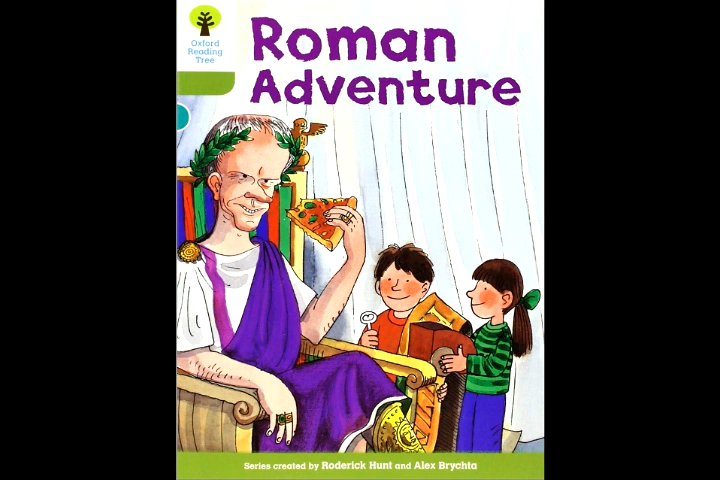 Oxford
Reading
Tree
Roman
Adventure
Series created by Roderick Hunt and Alex Brychta